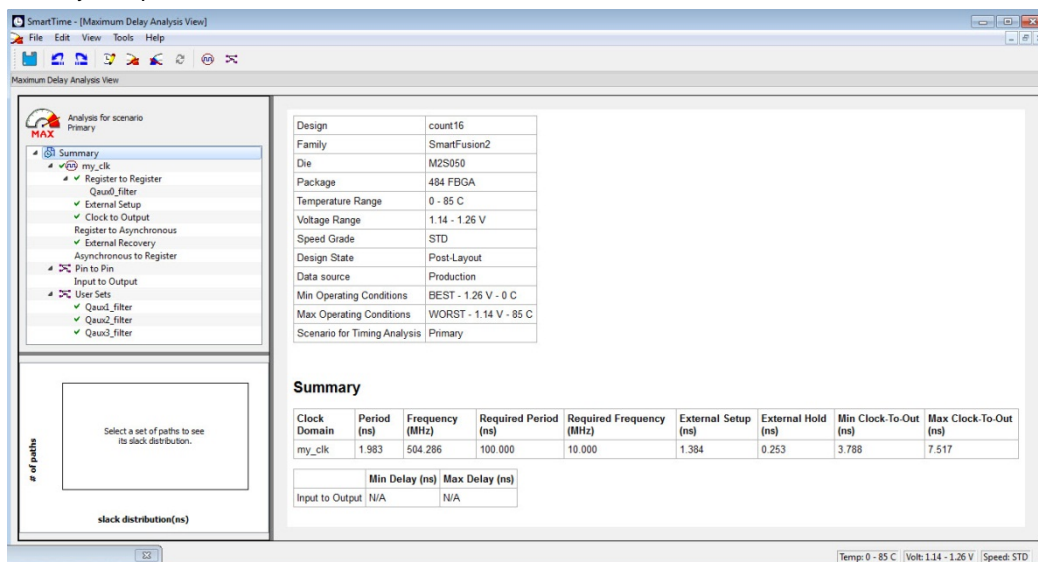 SmartTime - [Maximum Delay Analysis View]
File Edit View Tools Help
Maximum Delay Analysis View
MAX
Analysis for scenario
Primary
Summary
my_clk
Register to Register
Qaux0_filter
External Setup
Clock to Output
Register to Asynchronous
External Recovery
Asynchronous to Register
Pin to Pin
Input to Output
User Sets
Qaux1_filter
Qaux2_filter
Qaux3_filter
# of paths
Select a set of paths to see
its slack distribution.
slack distribution(ns)
Design count16
Family SmartFusion2
Die M2S050
Package 484 FBGA
Temperature Range 0 - 85 C
Voltage Range 1.14 - 1.26 V
Speed Grade STD
Design State Post-Layout
Data source Production
Min Operating Conditions BEST - 1.26 V - 0 C
Max Operating Conditions WORST - 1.14 V - 85 C
Scenario for Timing Analysis Primary
Summary
Clock Domain Period (ns) Frequency (MHz) Required Period (ns) Required Frequency (MHz) External Setup (ns) External Hold (ns) Min Clock-To-Out (ns) Max Clock-To-Out (ns)
my_clk 1.983 504.286 100.000 10.000 1.384 0.253 3.788 7.517
Min Delay (ns) Max Delay (ns)
Input to Output N/A N/A
Temp: 0 - 85 C Volt: 1.14 - 1.26 V Speed: STD